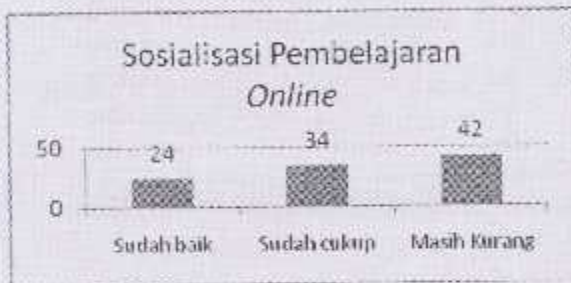 Sosialisasi Pembelajaran
Online
50
24
34
42
0
Sudah baik
Sudah cukup
Masih Kurang